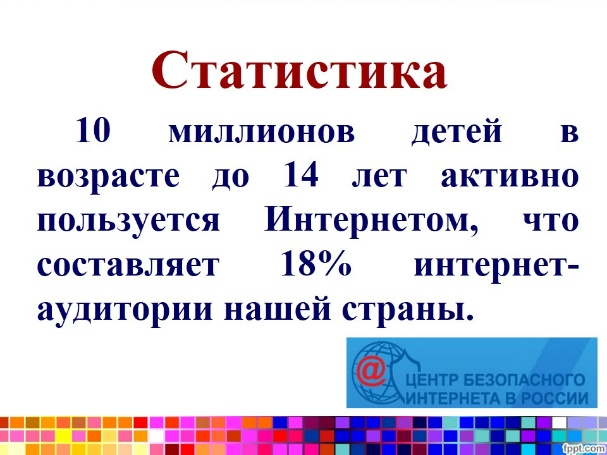 Статистика
10 миллионов детей в
возрасте до 14 лет активно
пользуется Интернетом, что
составляет 18% интернет-
аудитории нашей страны.
@
ЦЕНТР БЕЗОПАСНОГО
ИНТЕРНЕТА В РОССИИ
fppt.com